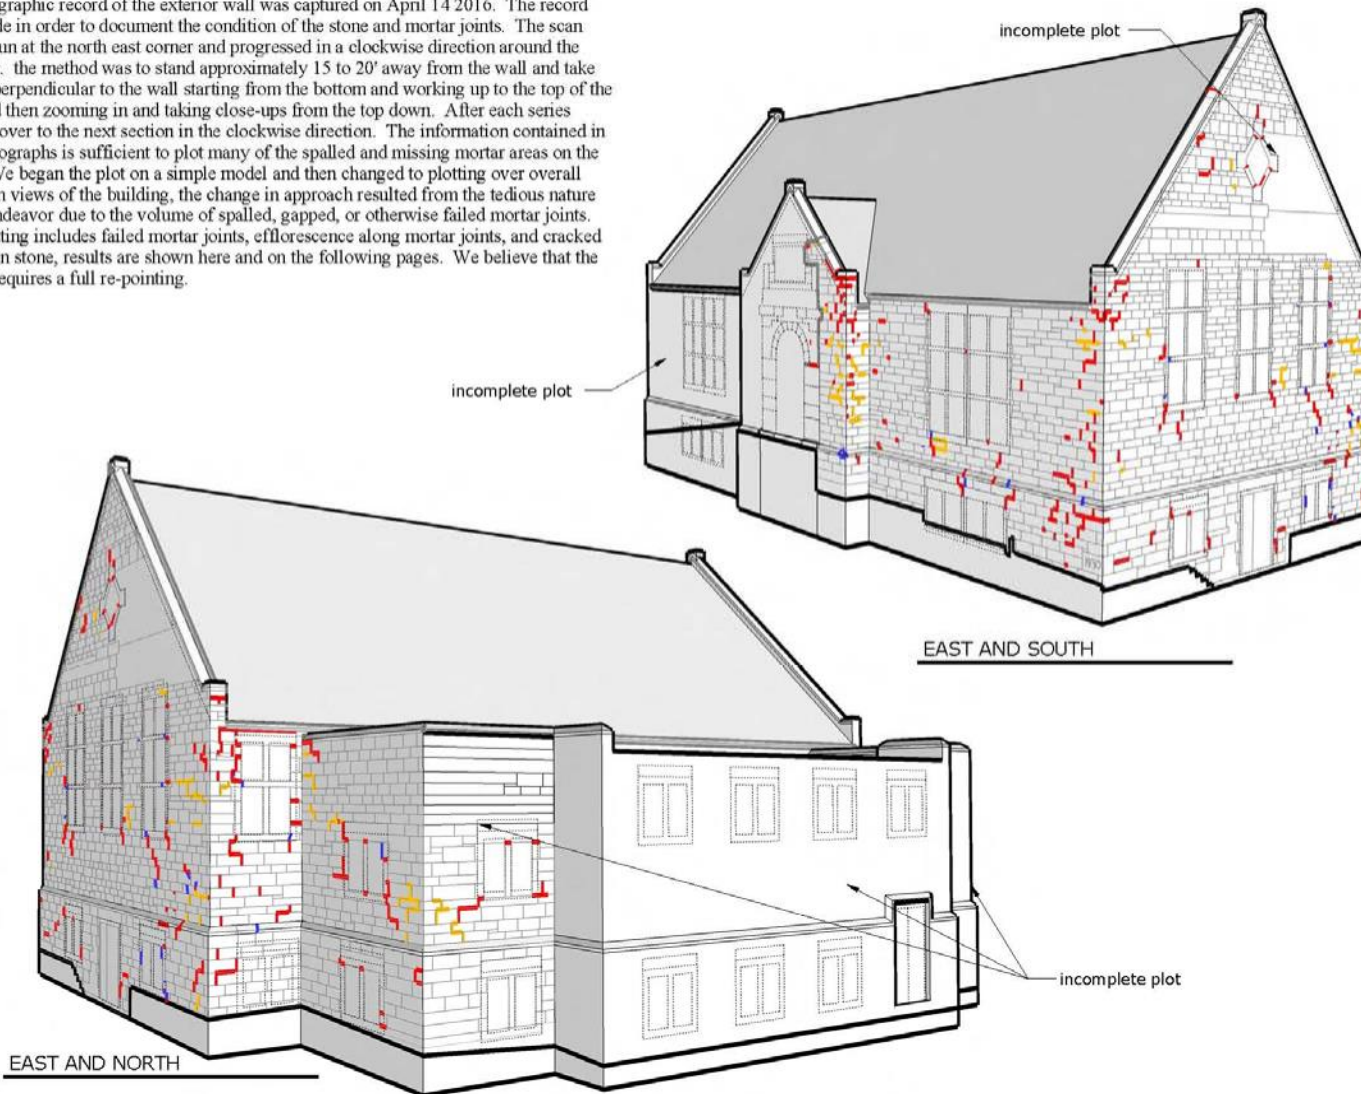 graphic record of the exterior wall was captured on April 14 2016. The record
le in order to document the condition of the stone and mortar joints. The scan
un at the north east corner and progressed in a clockwise direction around the
. the method was to stand approximately 15 to 20' away from the wall and take
erpendicular to the wall starting from the bottom and working up to the top of the
l then zooming in and taking close-ups from the top down. After each series
over to the next section in the clockwise direction. The information contained in
ographs is sufficient to plot many of the spalled and missing mortar areas on the
We began the plot on a simple model and then changed to plotting over overall
n views of the building, the change in approach resulted from the tedious nature
ndeavor due to the volume of spalled, gapped, or otherwise failed mortar joints.
ting includes failed mortar joints, efflorescence along mortar joints, and cracked
n stone, results are shown here and on the following pages. We believe that the
equires a full re-pointing.
incomplete plot
incomplete plot
EAST AND SOUTH
incomplete plot
EAST AND NORTH